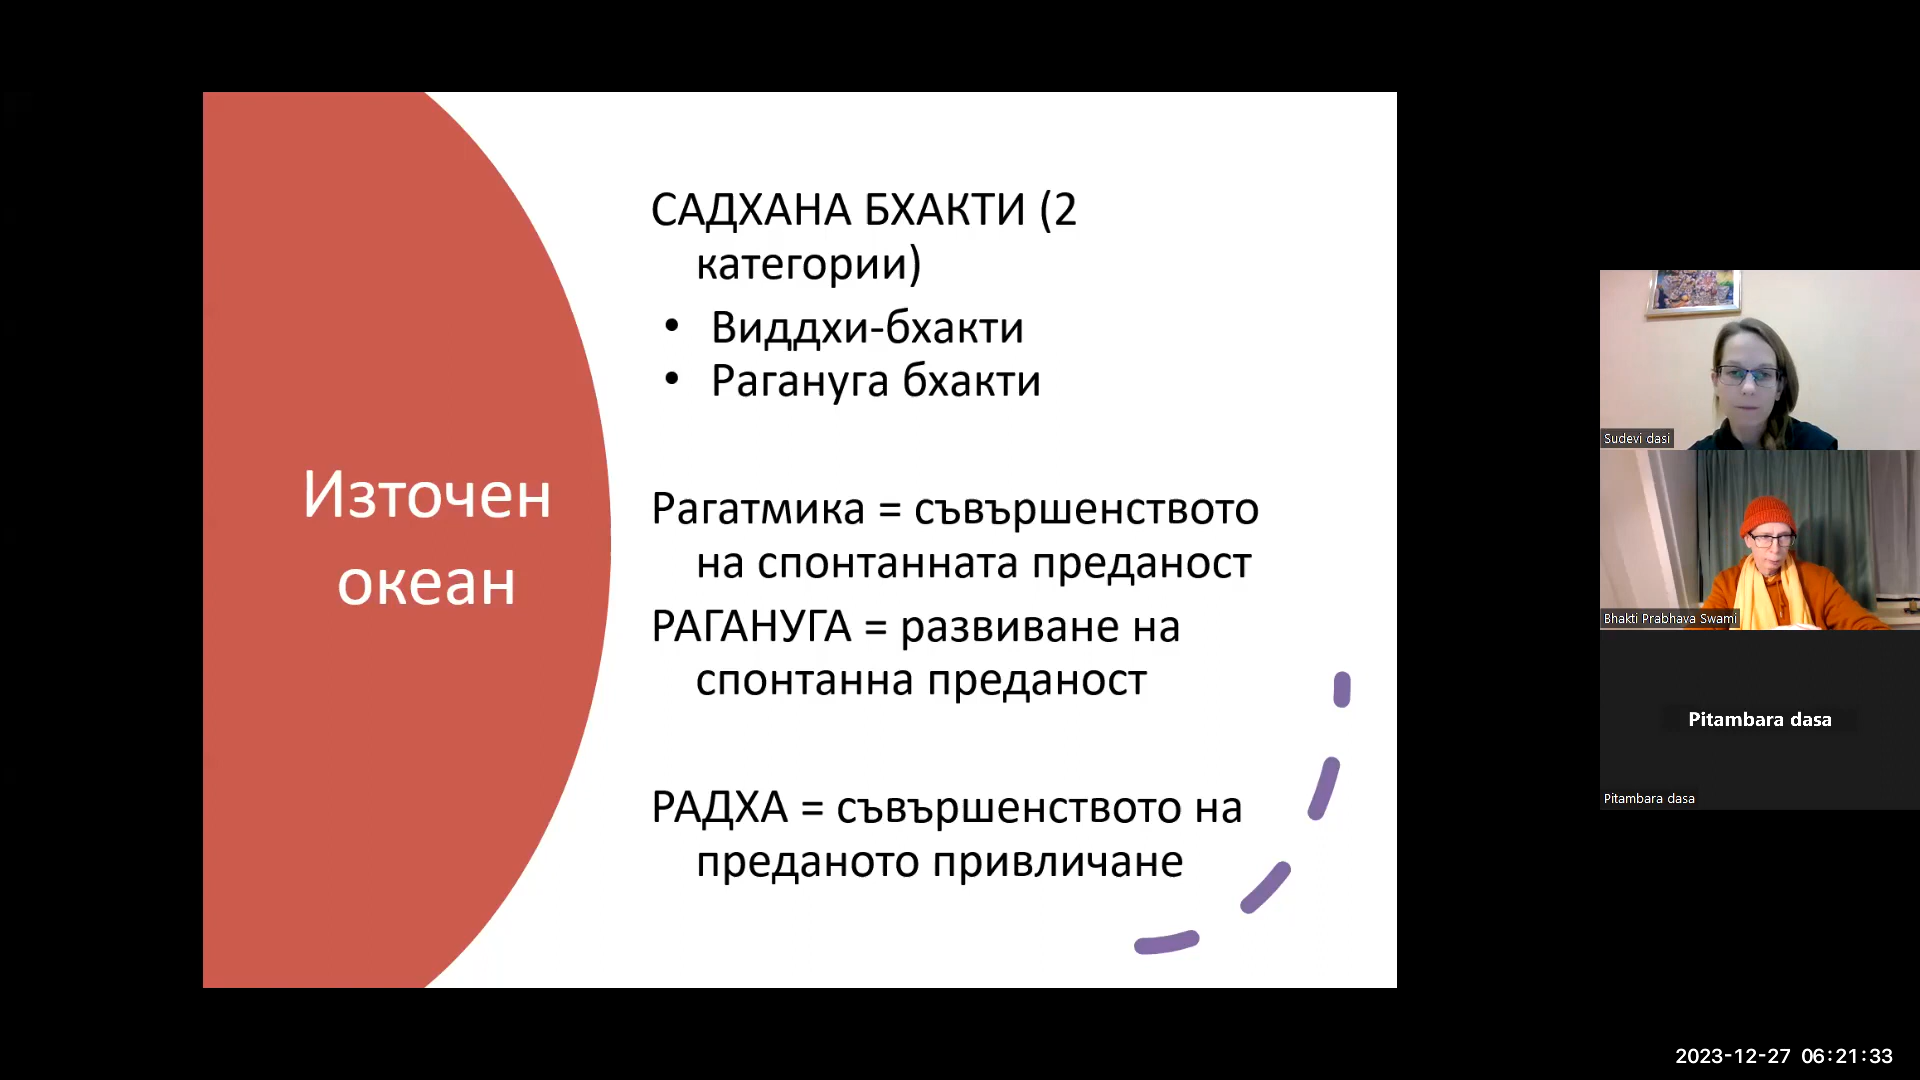 Източен
океан
САДХАНА БХАКТИ (2
категории)
• Виддхи-бхакти
• Рагануга бхакти
Рагатмика = съвършенството
на спонтанната преданост
РАГАНУГА = развиване на
спонтанна преданост
РАДХА = съвършенството на
преданото привличане
Sudevi dasi
Bhakti Prabhava Swami
Pitambara dasa
Pitambara dasa
2023-12-27 06:21:33